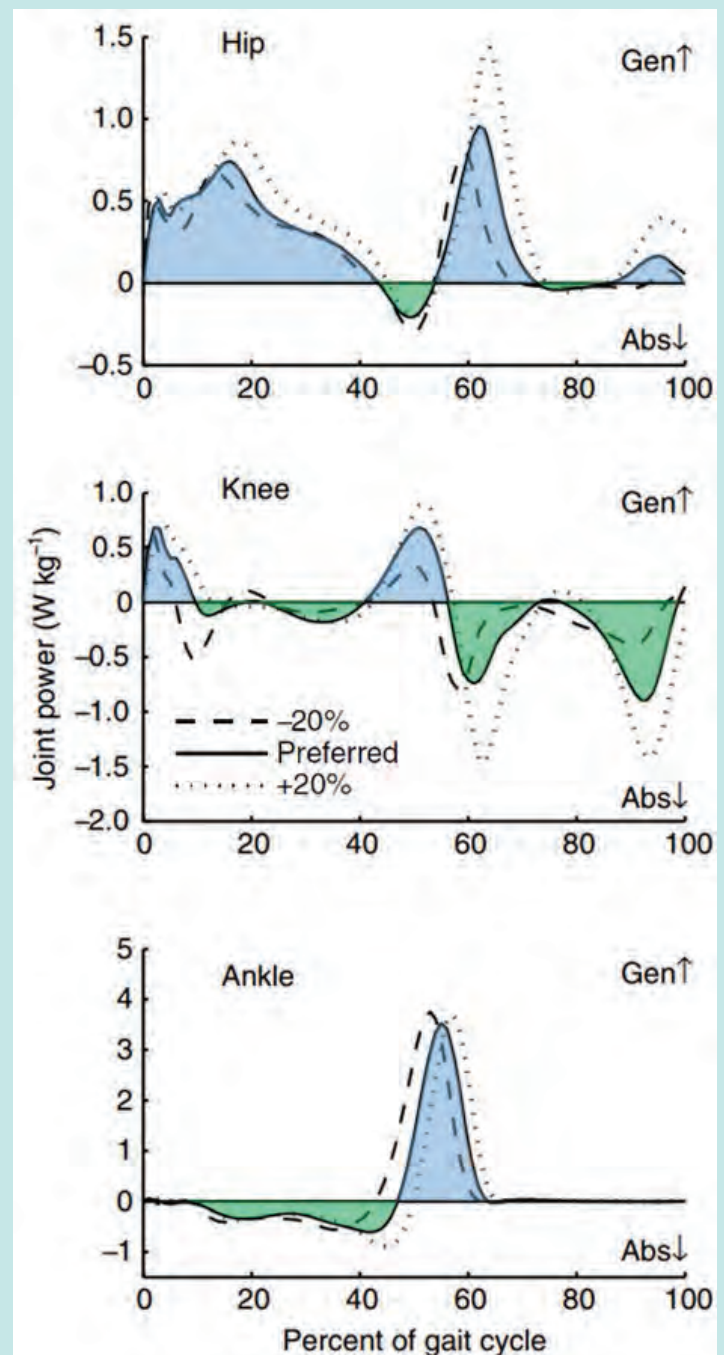 1.5
Hip
Gen↑
1.0
0.5
0
Abs↓
–0.5
0 20 40 60 80 100
1.0
Knee
Gen↑
0.5
0
–0.5
–1.0
–1.5
–2.0
– – – –20%
Preferred
+20%
Abs↓
0 20 40 60 80 100
Joint power (W kg⁻¹)
5
Ankle
Gen↑
4
3
2
1
0
–1
Abs↓
0 20 40 60 80 100
Percent of gait cycle